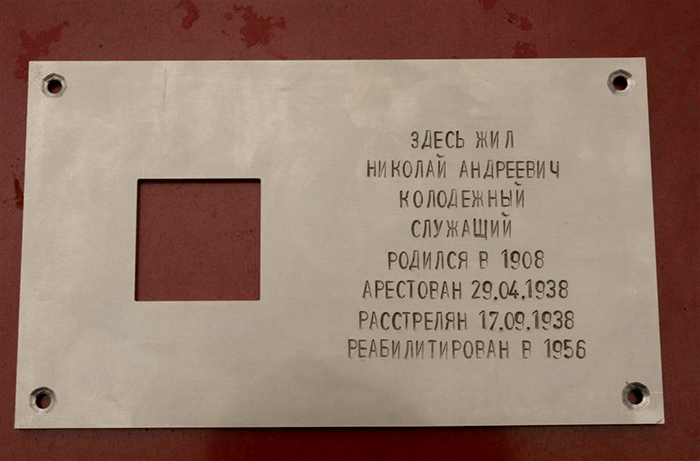 ЗДЕСЬ ЖИЛ
НИКОЛАЙ АНДРЕЕВИЧ
КОЛОДЕЖНЫЙ
СЛУЖАЩИЙ
РОДИЛСЯ В 1908
АРЕСТОВАН 29.04.1938
РАССТРЕЛЯН 17.09.1938
РЕАБИЛИТИРОВАН В 1956